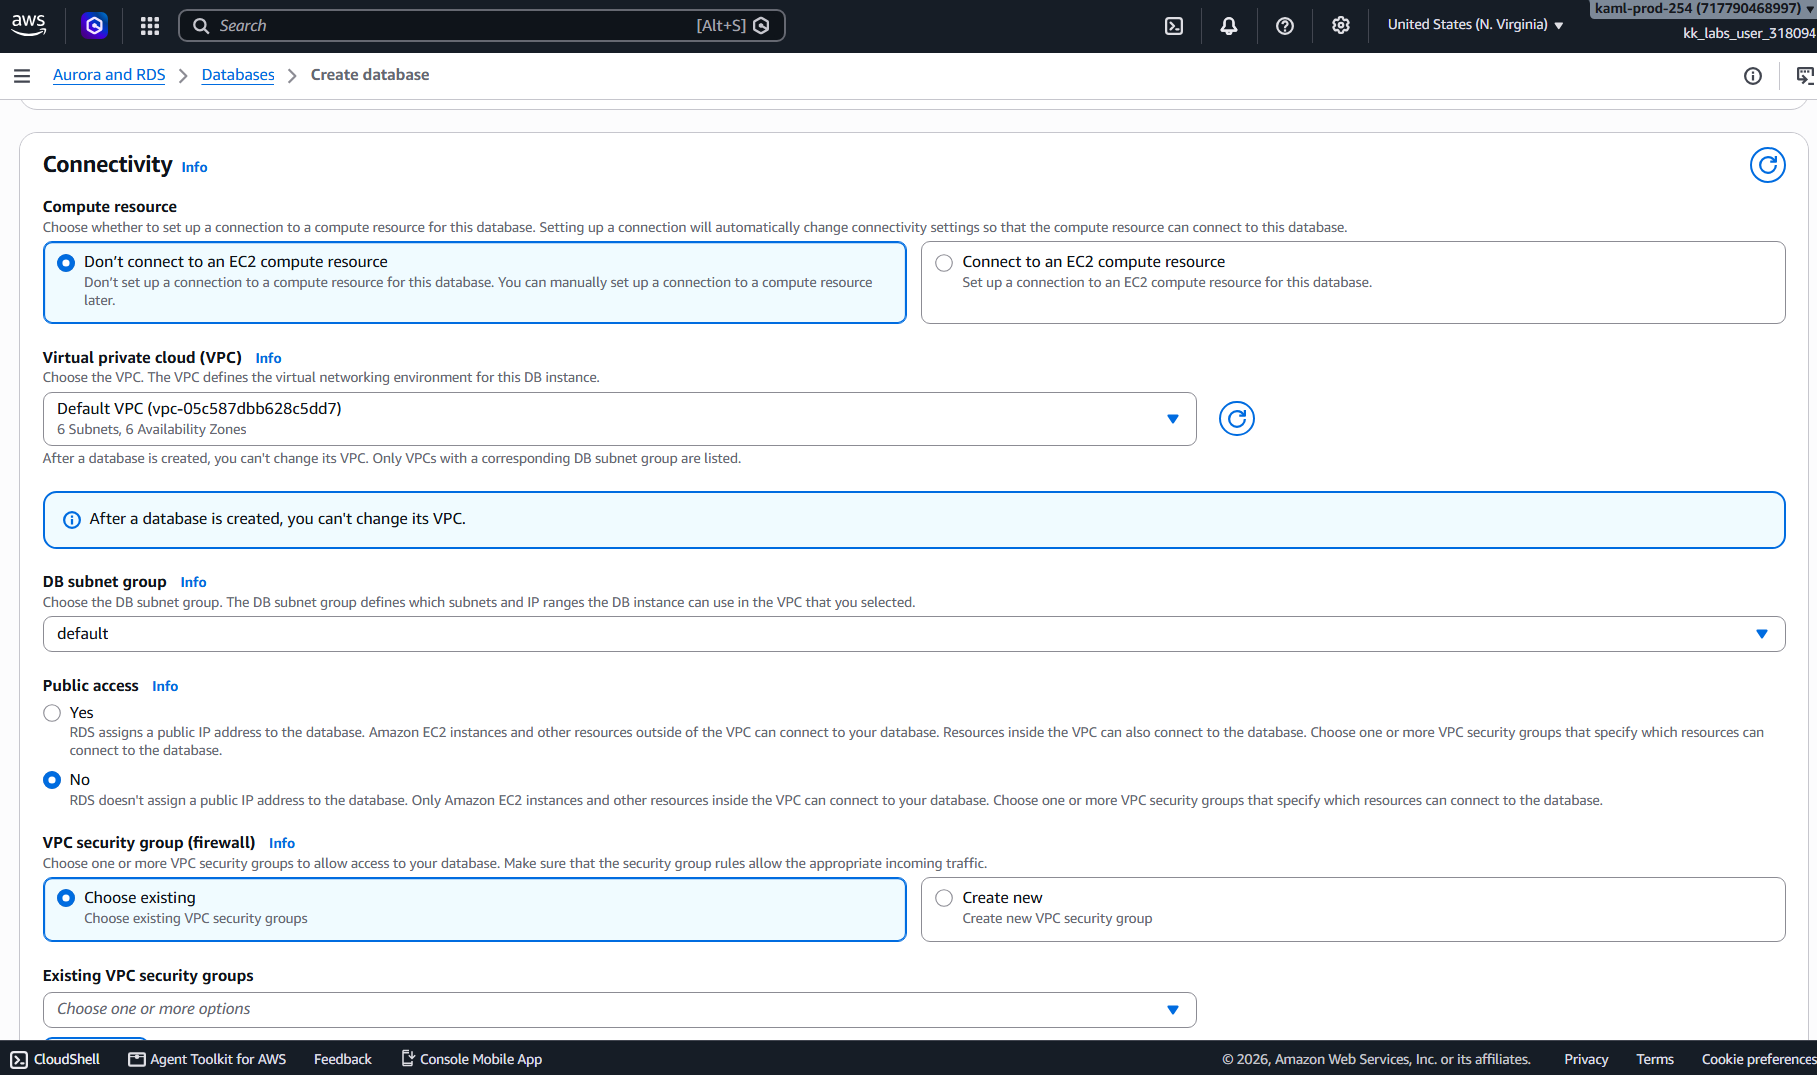 aws
Search
[Alt+S]
United States (N. Virginia)
kaml-prod-254 (717790468997)
kk_labs_user_318094
Aurora and RDS
Databases
Create database
Connectivity Info
Compute resource
Choose whether to set up a connection to a compute resource for this database. Setting up a connection will automatically change connectivity settings so that the compute resource can connect to this database.
Don’t connect to an EC2 compute resource
Don’t set up a connection to a compute resource for this database. You can manually set up a connection to a compute resource
later.
Connect to an EC2 compute resource
Set up a connection to an EC2 compute resource for this database.
Virtual private cloud (VPC) Info
Choose the VPC. The VPC defines the virtual networking environment for this DB instance.
Default VPC (vpc-05c587dbb628c5dd7)
6 Subnets, 6 Availability Zones
After a database is created, you can't change its VPC. Only VPCs with a corresponding DB subnet group are listed.
After a database is created, you can't change its VPC.
DB subnet group Info
Choose the DB subnet group. The DB subnet group defines which subnets and IP ranges the DB instance can use in the VPC that you selected.
default
Public access Info
Yes
RDS assigns a public IP address to the database. Amazon EC2 instances and other resources outside of the VPC can connect to your database. Resources inside the VPC can also connect to the database. Choose one or more VPC security groups that specify which resources can
connect to the database.
No
RDS doesn't assign a public IP address to the database. Only Amazon EC2 instances and other resources inside the VPC can connect to your database. Choose one or more VPC security groups that specify which resources can connect to the database.
VPC security group (firewall) Info
Choose one or more VPC security groups to allow access to your database. Make sure that the security group rules allow the appropriate incoming traffic.
Choose existing
Choose existing VPC security groups
Create new
Create new VPC security group
Existing VPC security groups
Choose one or more options
CloudShell
Agent Toolkit for AWS
Feedback
Console Mobile App
© 2026, Amazon Web Services, Inc. or its affiliates.
Privacy
Terms
Cookie preferences